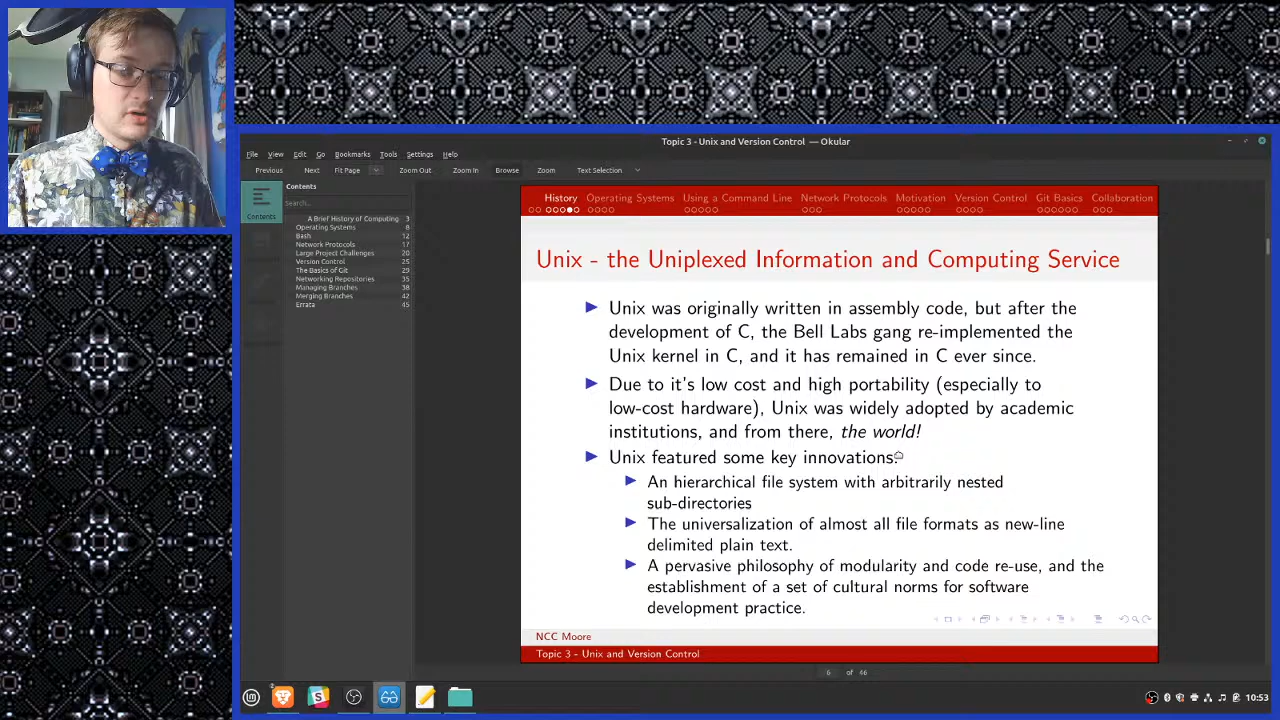 Topic 3 - Unix and Version Control — Okular
File View Edit Go Bookmarks Tools Settings Help
Previous Next Fit Page Zoom Out Zoom In Browse Zoom Text Selection
Contents
Contents
Search...
A Brief History of Computing 3
Operating Systems 8
Bash 12
Network Protocols 17
Large Project Challenges 20
Version Control 25
The Basics of Git 29
Networking Repositories 35
Managing Branches 38
Merging Branches 42
Errata 45
History Operating Systems Using a Command Line Network Protocols Motivation Version Control Git Basics Collaboration
Unix - the Uniplexed Information and Computing Service
Unix was originally written in assembly code, but after the
development of C, the Bell Labs gang re-implemented the
Unix kernel in C, and it has remained in C ever since.
Due to it's low cost and high portability (especially to
low-cost hardware), Unix was widely adopted by academic
institutions, and from there, the world!
Unix featured some key innovations:
An hierarchical file system with arbitrarily nested
sub-directories
The universalization of almost all file formats as new-line
delimited plain text.
A pervasive philosophy of modularity and code re-use, and the
establishment of a set of cultural norms for software
development practice.
NCC Moore
Topic 3 - Unix and Version Control
6 of 46
10:53